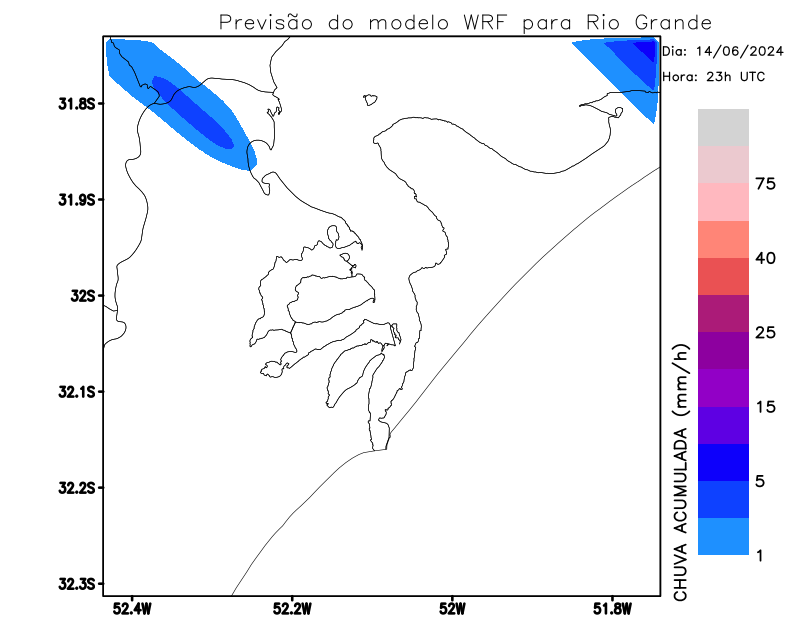 Previsão do modelo WRF para Rio Grande
Dia: 14/06/2024
Hora: 23h UTC
31.8S
31.9S
32S
32.1S
32.2S
32.3S
52.4W
52.2W
52W
51.8W
CHUVA ACUMULADA (mm/h)
75
40
25
15
5
1